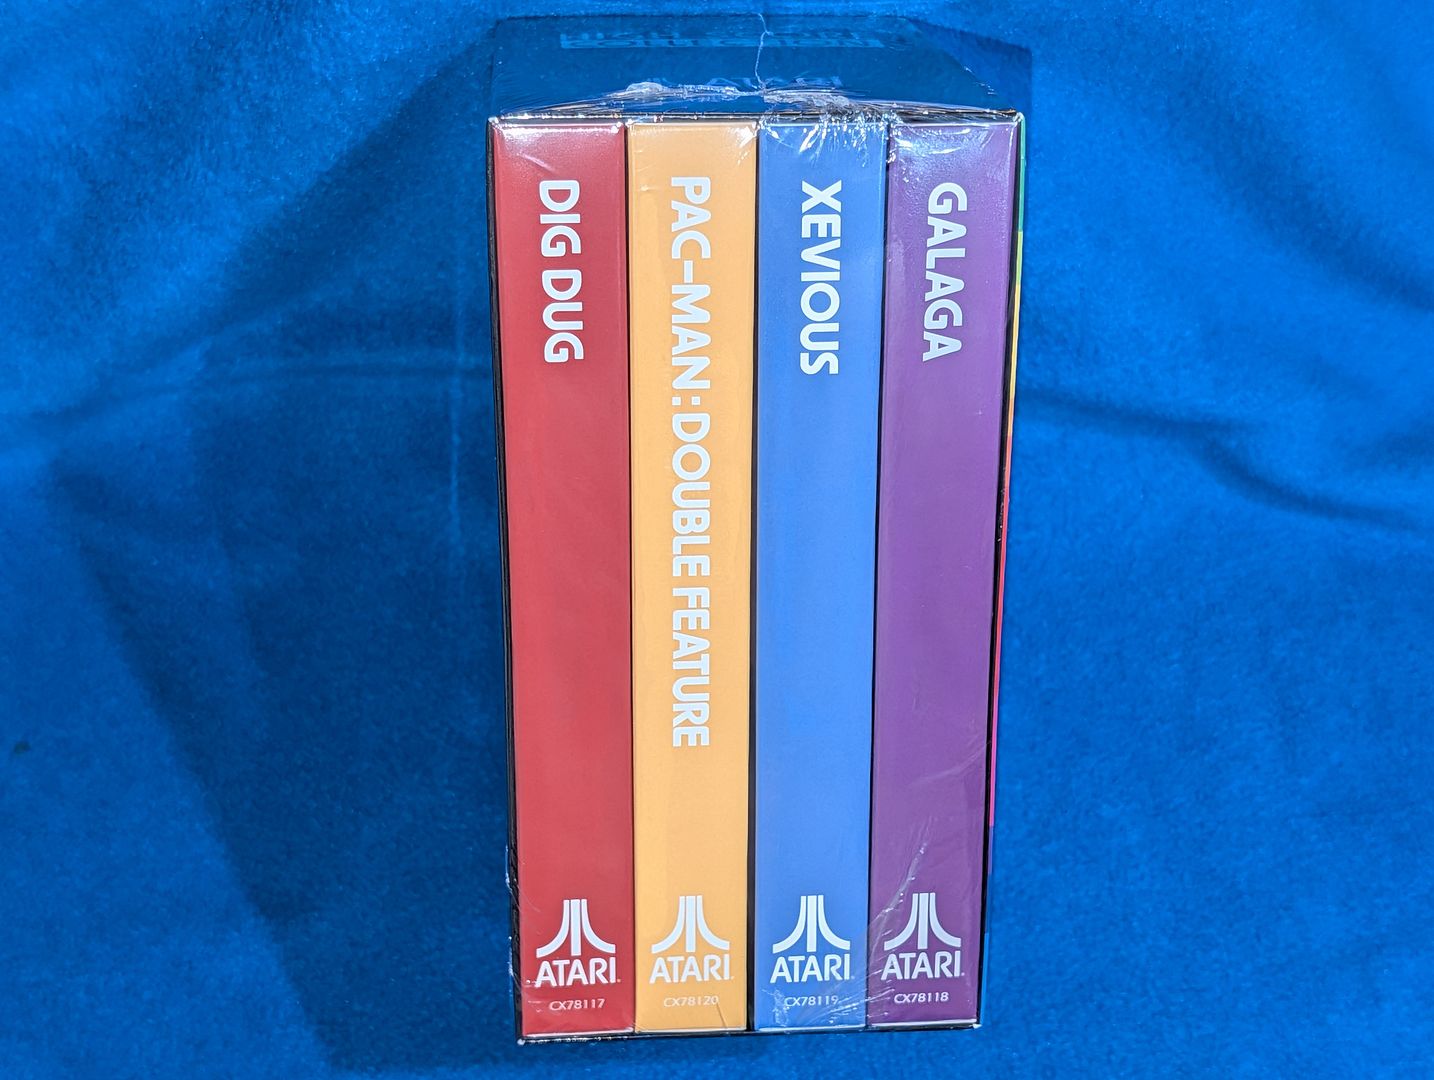 DIG DUG
ATARI
CX78117
PAC-MAN: DOUBLE FEATURE
ATARI
CX78120
XEVIOUS
ATARI
CX78119
GALAGA
ATARI
CX78118